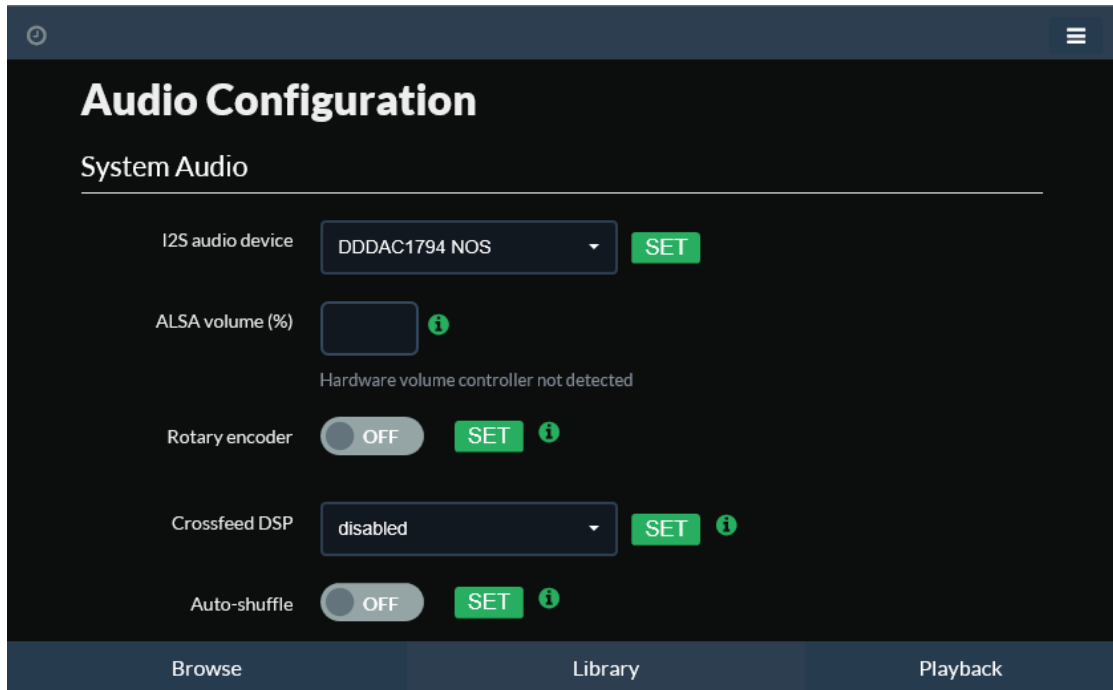 Audio Configuration
System Audio
I2S audio device DDDAC1794 NOS SET
ALSA volume (%)
Hardware volume controller not detected
Rotary encoder OFF SET
Crossfeed DSP disabled SET
Auto-shuffle OFF SET
Browse Library Playback